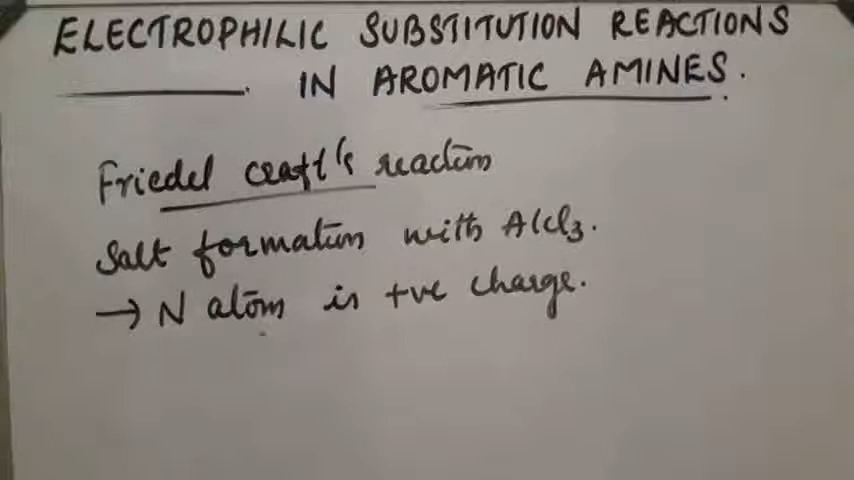 ELECTROPHILIC SUBSTITUTION REACTIONS
IN AROMATIC AMINES.
Friedel craft's reaction
Salt formation with AlCl3.
→ N atom is +ve charge.